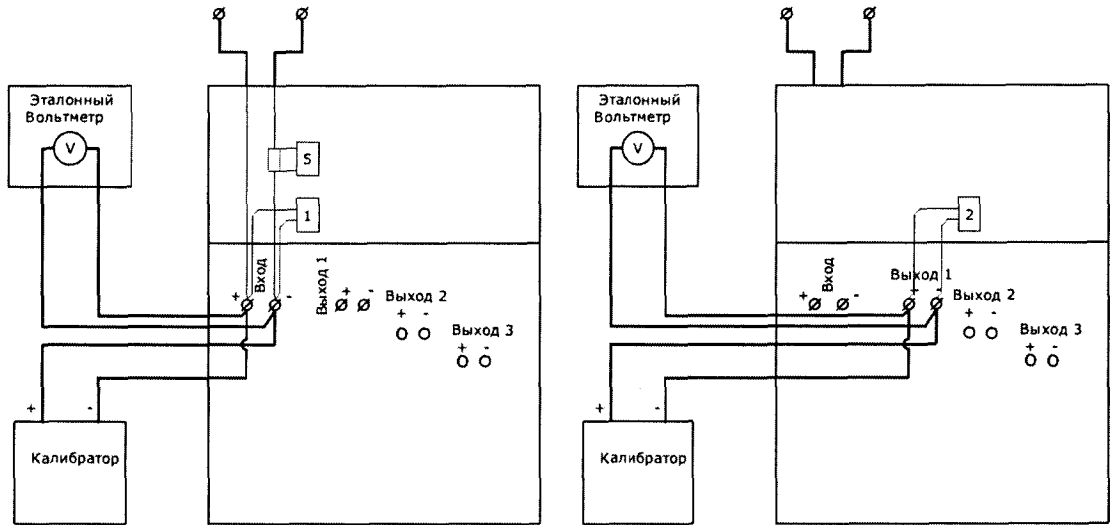 Эталонный
Вольтметр
V
S
1
Вход
+ -
Выход 1
+ -
Выход 2
+ -
Выход 3
+ -
+ -
Калибратор
Эталонный
Вольтметр
V
2
Вход
+ -
Выход 1
+ -
Выход 2
+ -
Выход 3
+ -
+ -
Калибратор